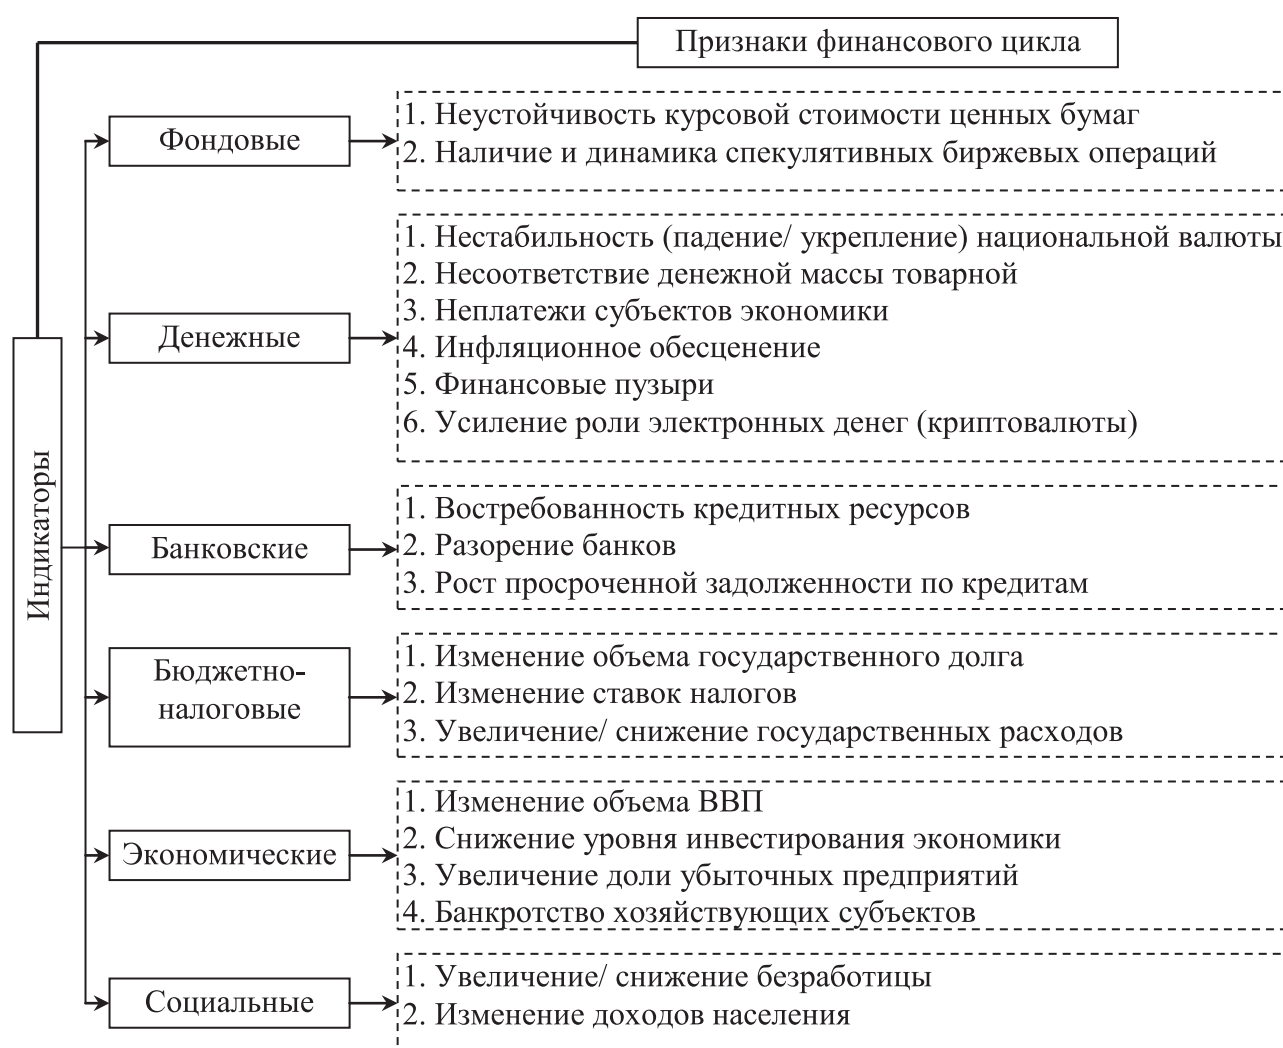 Признаки финансового цикла
Индикаторы
Фондовые
1. Неустойчивость курсовой стоимости ценных бумаг
2. Наличие и динамика спекулятивных биржевых операций
Денежные
1. Нестабильность (падение/ укрепление) национальной валюты
2. Несоответствие денежной массы товарной
3. Неплатежи субъектов экономики
4. Инфляционное обесценение
5. Финансовые пузыри
6. Усиление роли электронных денег (криптовалюты)
Банковские
1. Востребованность кредитных ресурсов
2. Разорение банков
3. Рост просроченной задолженности по кредитам
Бюджетно-
налоговые
1. Изменение объема государственного долга
2. Изменение ставок налогов
3. Увеличение/ снижение государственных расходов
Экономические
1. Изменение объема ВВП
2. Снижение уровня инвестирования экономики
3. Увеличение доли убыточных предприятий
4. Банкротство хозяйствующих субъектов
Социальные
1. Увеличение/ снижение безработицы
2. Изменение доходов населения